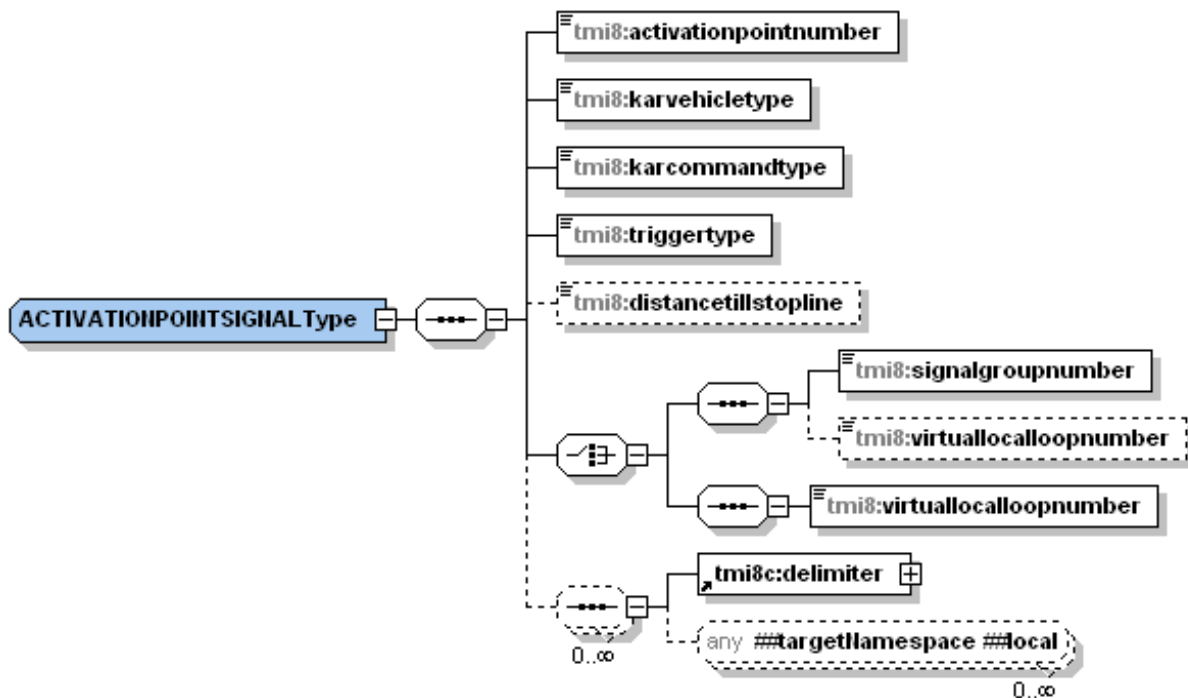 tmi8:activationpointnumber
tmi8:karvehicletype
tmi8:karcommandtype
tmi8:triggertype
tmi8:distancetillstopline
ACTIVATIONPOINTSIGNALType
tmi8:signalgroupnumber
tmi8:virtuallocalloopnumber
tmi8:virtuallocalloopnumber
tmi8c:delimiter
any ##targetNamespace ##local
0..∞
0..∞